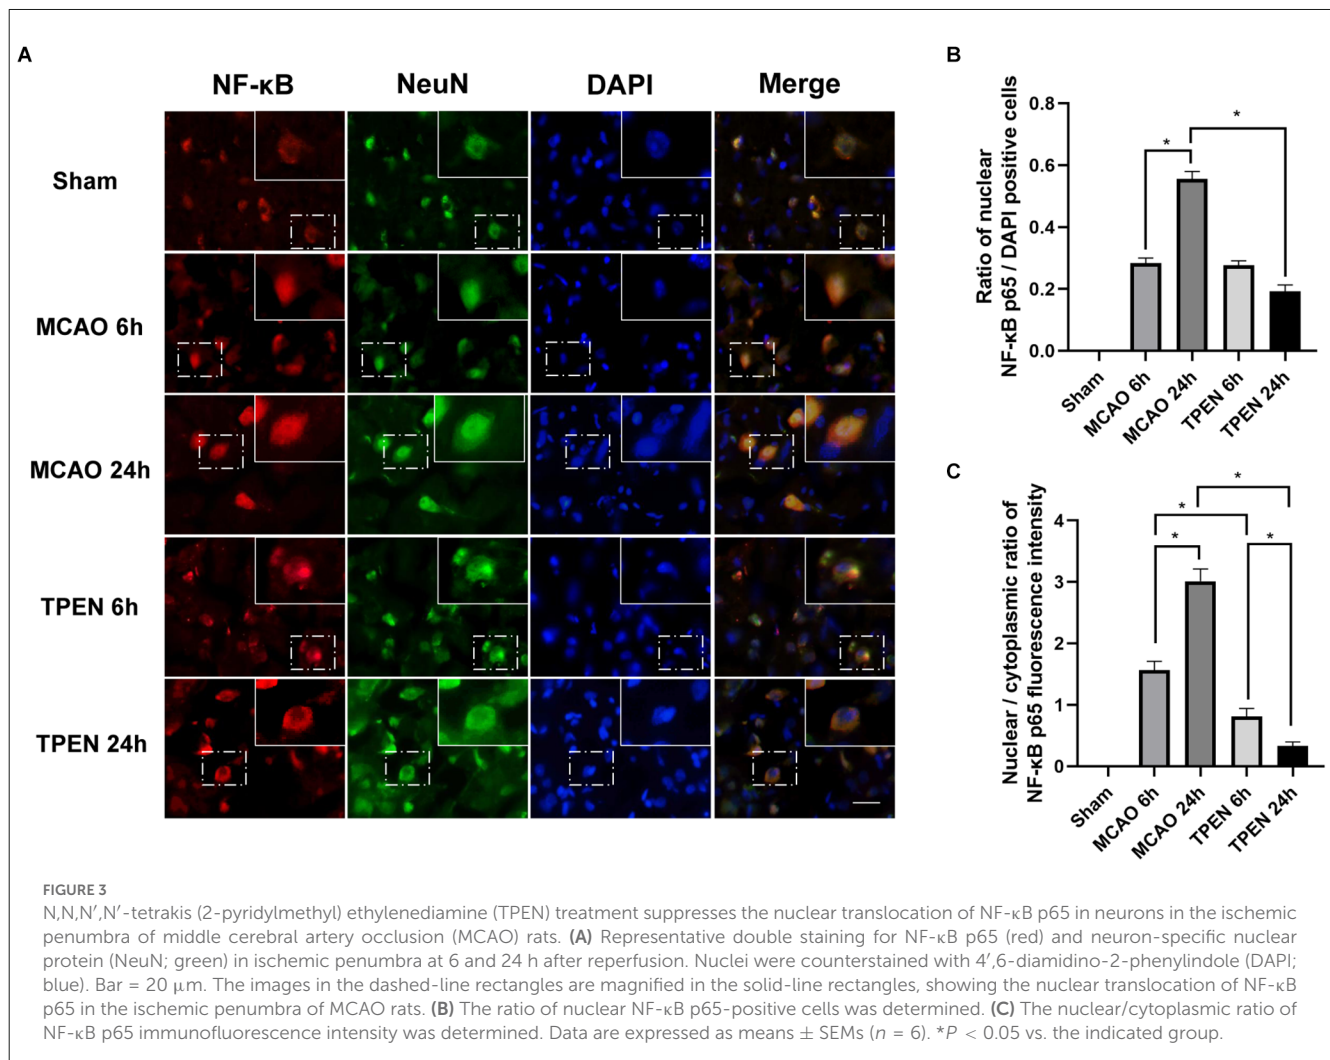 A
NF-κB NeuN DAPI Merge
Sham
MCAO 6h
MCAO 24h
TPEN 6h
TPEN 24h
B
Ratio of nuclear
NF-κB p65 / DAPI positive cells
0.8
0.6
0.4
0.2
0.0
*
*
Sham
MCAO 6h
MCAO 24h
TPEN 6h
TPEN 24h
C
Nuclear / cytoplasmic ratio of
NF-κB p65 fluorescence intensity
4
3
2
1
0
*
*
*
*
Sham
MCAO 6h
MCAO 24h
TPEN 6h
TPEN 24h
FIGURE 3
N,N,N′,N′-tetrakis (2-pyridylmethyl) ethylenediamine (TPEN) treatment suppresses the nuclear translocation of NF-κB p65 in neurons in the ischemic
penumbra of middle cerebral artery occlusion (MCAO) rats. (A) Representative double staining for NF-κB p65 (red) and neuron-specific nuclear
protein (NeuN; green) in ischemic penumbra at 6 and 24 h after reperfusion. Nuclei were counterstained with 4′,6-diamidino-2-phenylindole (DAPI;
blue). Bar = 20 μm. The images in the dashed-line rectangles are magnified in the solid-line rectangles, showing the nuclear translocation of NF-κB
p65 in the ischemic penumbra of MCAO rats. (B) The ratio of nuclear NF-κB p65-positive cells was determined. (C) The nuclear/cytoplasmic ratio of
NF-κB p65 immunofluorescence intensity was determined. Data are expressed as means ± SEMs (n = 6). *P < 0.05 vs. the indicated group.